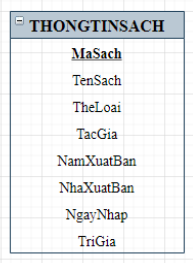 THONGTINSACH
MaSach
TenSach
TheLoai
TacGia
NamXuatBan
NhaXuatBan
NgayNhap
TriGia